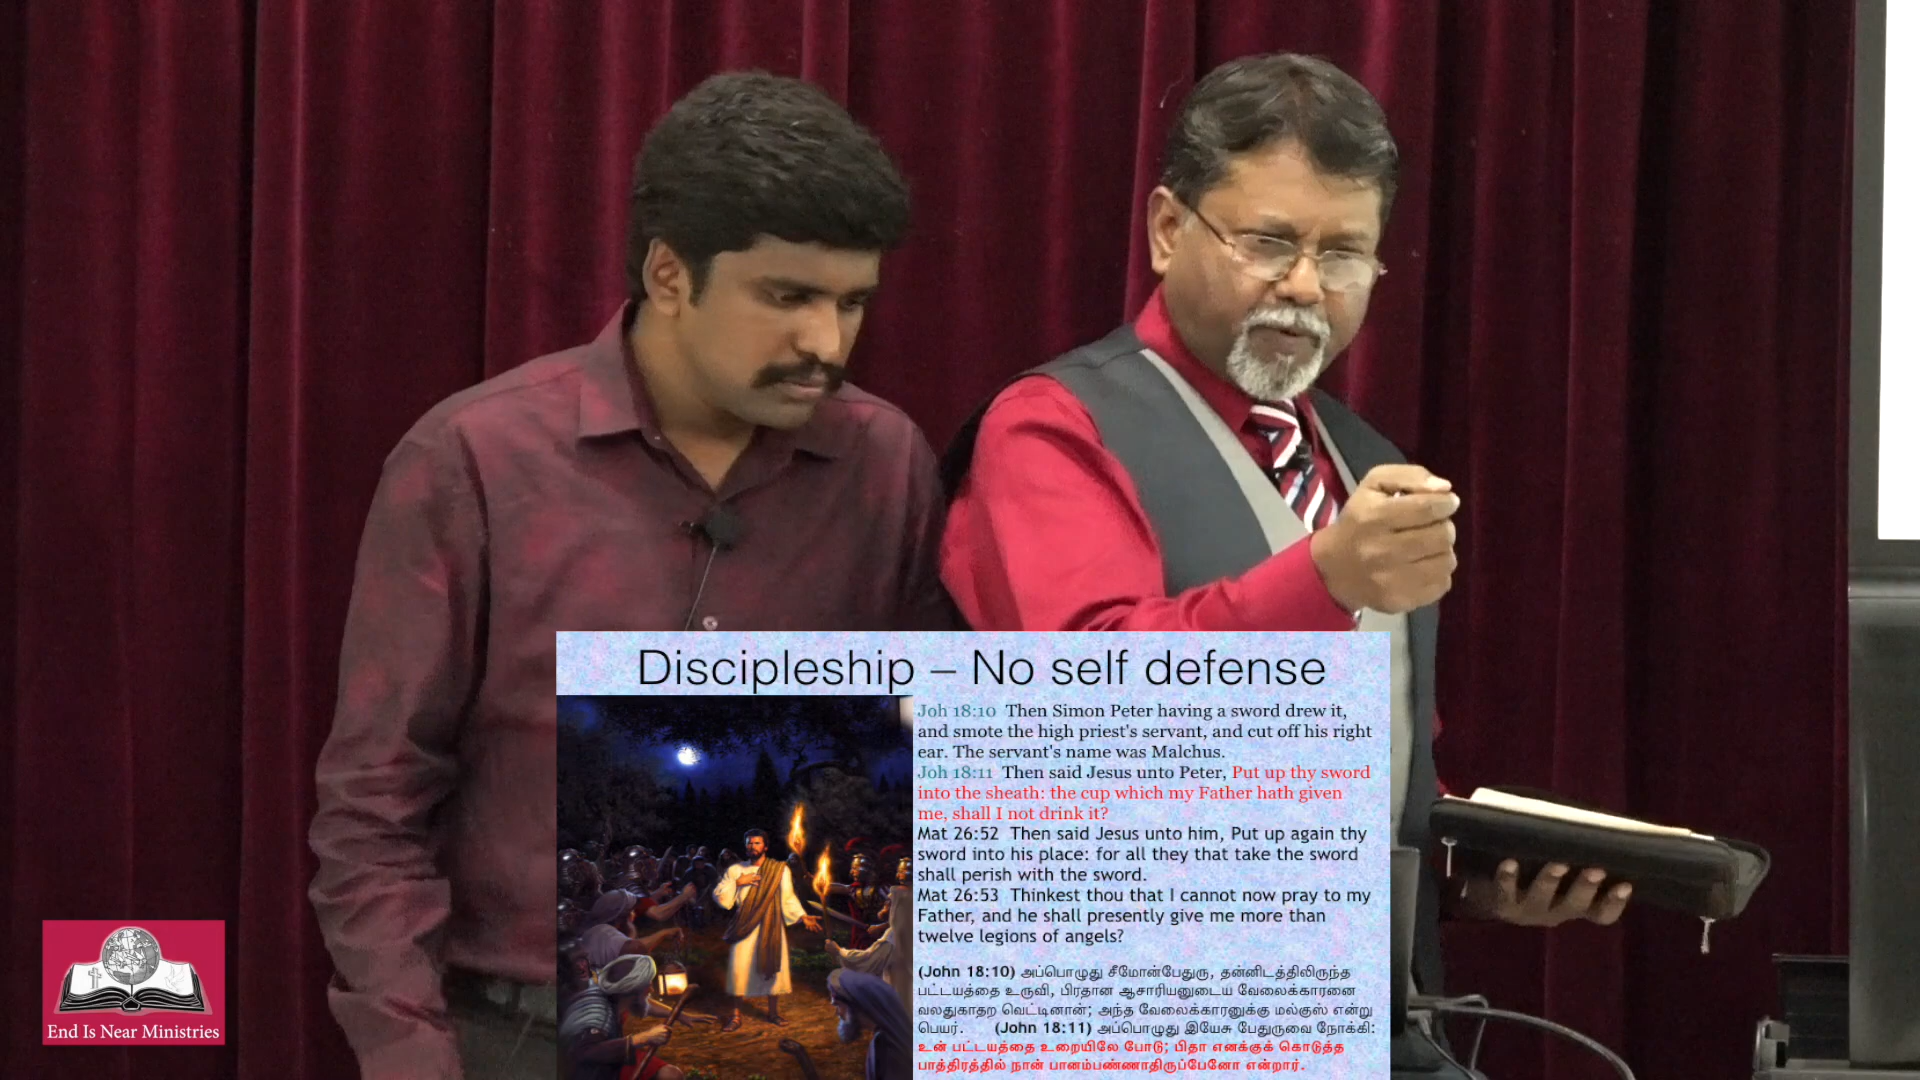 Discipleship – No self defense
Joh 18:10 Then Simon Peter having a sword drew it,
and smote the high priest's servant, and cut off his right
ear. The servant's name was Malchus.
Joh 18:11 Then said Jesus unto Peter, Put up thy sword
into the sheath: the cup which my Father hath given
me, shall I not drink it?
Mat 26:52 Then said Jesus unto him, Put up again thy
sword into his place: for all they that take the sword
shall perish with the sword.
Mat 26:53 Thinkest thou that I cannot now pray to my
Father, and he shall presently give me more than
twelve legions of angels?
(John 18:10) அப்பொழுது சீமோன்பேதுரு, தன்னிடத்திலிருந்த
பட்டயத்தை உருவி, பிரதான ஆசாரியனுடைய வேலைக்காரனை
வலதுகாதற வெட்டினான்; அந்த வேலைக்காரனுக்கு மல்குஸ் என்று
பெயர். (John 18:11) அப்பொழுது இயேசு பேதுருவை நோக்கி:
உன் பட்டயத்தை உறையிலே போடு; பிதா எனக்குக் கொடுத்த
பாத்திரத்தில் நான் பானம்பண்ணாதிருப்பேனோ என்றார்.
End Is Near Ministries